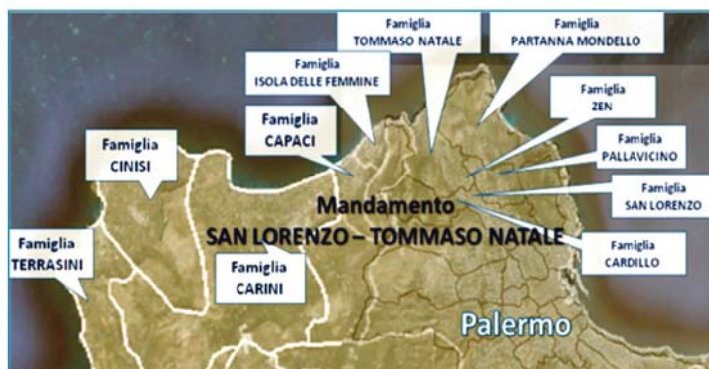 Famiglia
TOMMASO NATALE
Famiglia
PARTANNA MONDELLO
Famiglia
ISOLA DELLE FEMMINE
Famiglia
ZEN
Famiglia
CAPACI
Famiglia
PALLAVICINO
Famiglia
CINISI
Famiglia
SAN LORENZO
Mandamento
SAN LORENZO – TOMMASO NATALE
Famiglia
TERRASINI
Famiglia
CARINI
Famiglia
CARDILLO
Palermo